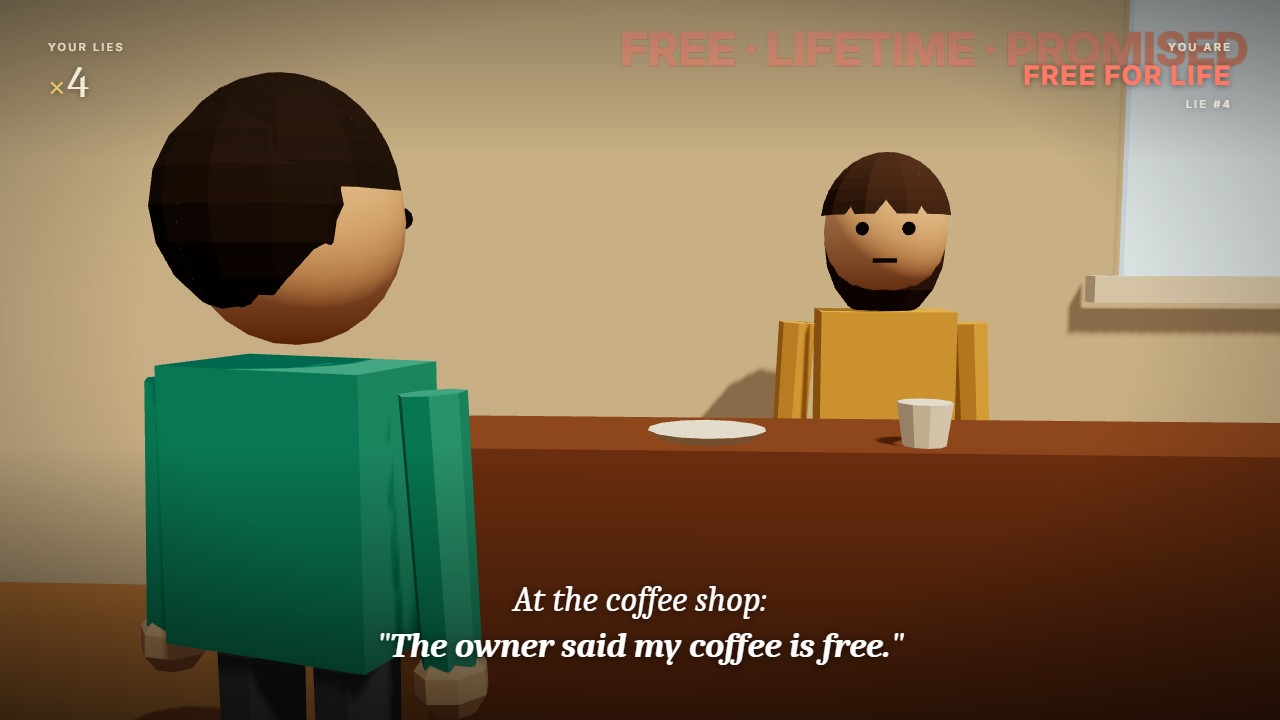 YOUR LIES
×4
FREE · LIFETIME · PROMISED
YOU ARE
FREE FOR LIFE
LIE #4
At the coffee shop:
"The owner said my coffee is free."